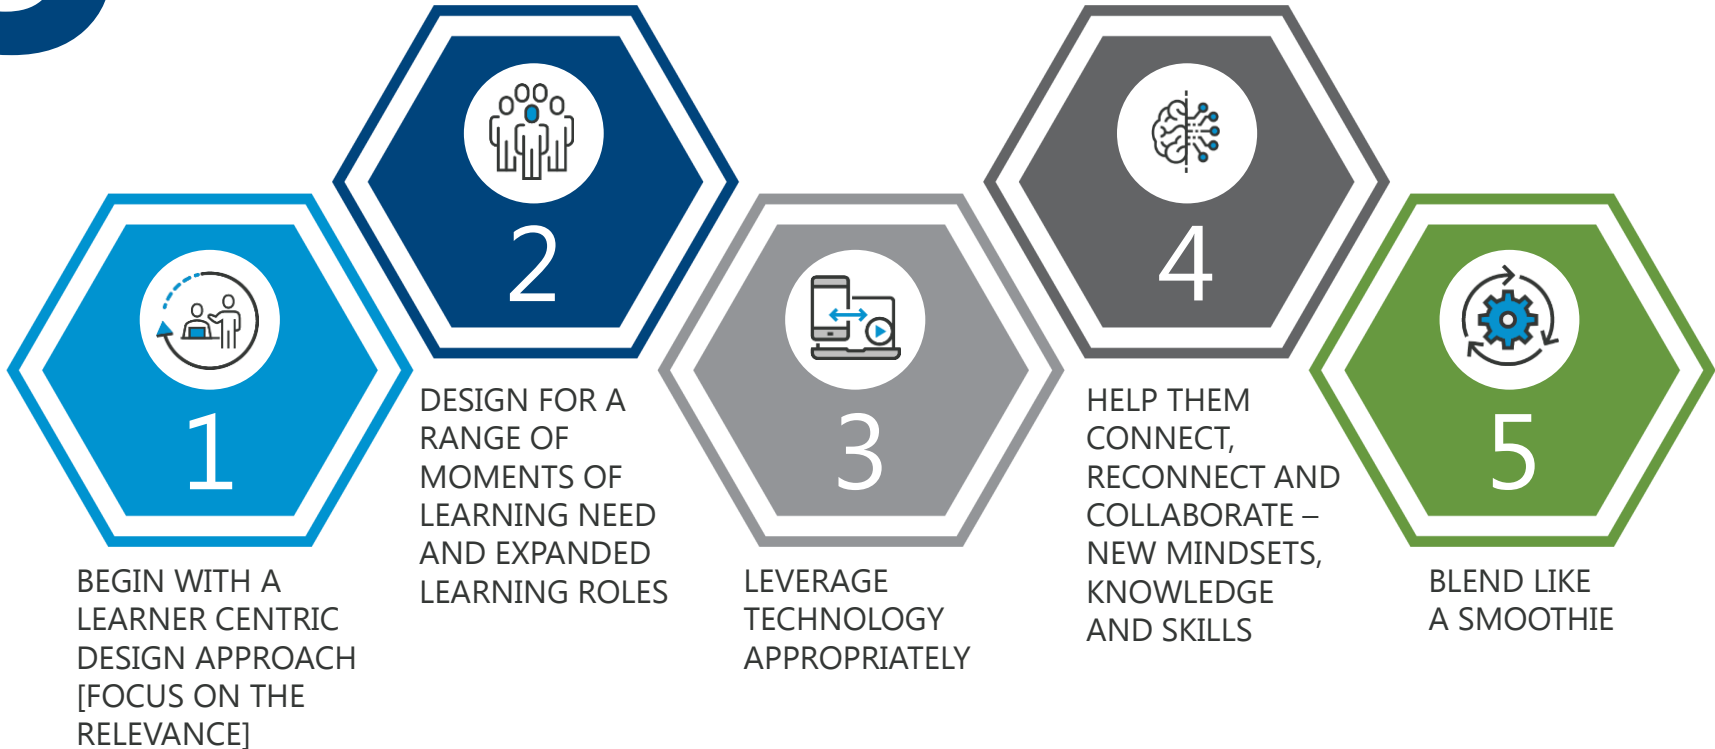 1
BEGIN WITH A
LEARNER CENTRIC
DESIGN APPROACH
[FOCUS ON THE
RELEVANCE]
2
DESIGN FOR A
RANGE OF
MOMENTS OF
LEARNING NEED
AND EXPANDED
LEARNING ROLES
3
LEVERAGE
TECHNOLOGY
APPROPRIATELY
4
HELP THEM
CONNECT,
RECONNECT AND
COLLABORATE –
NEW MINDSETS,
KNOWLEDGE
AND SKILLS
5
BLEND LIKE
A SMOOTHIE